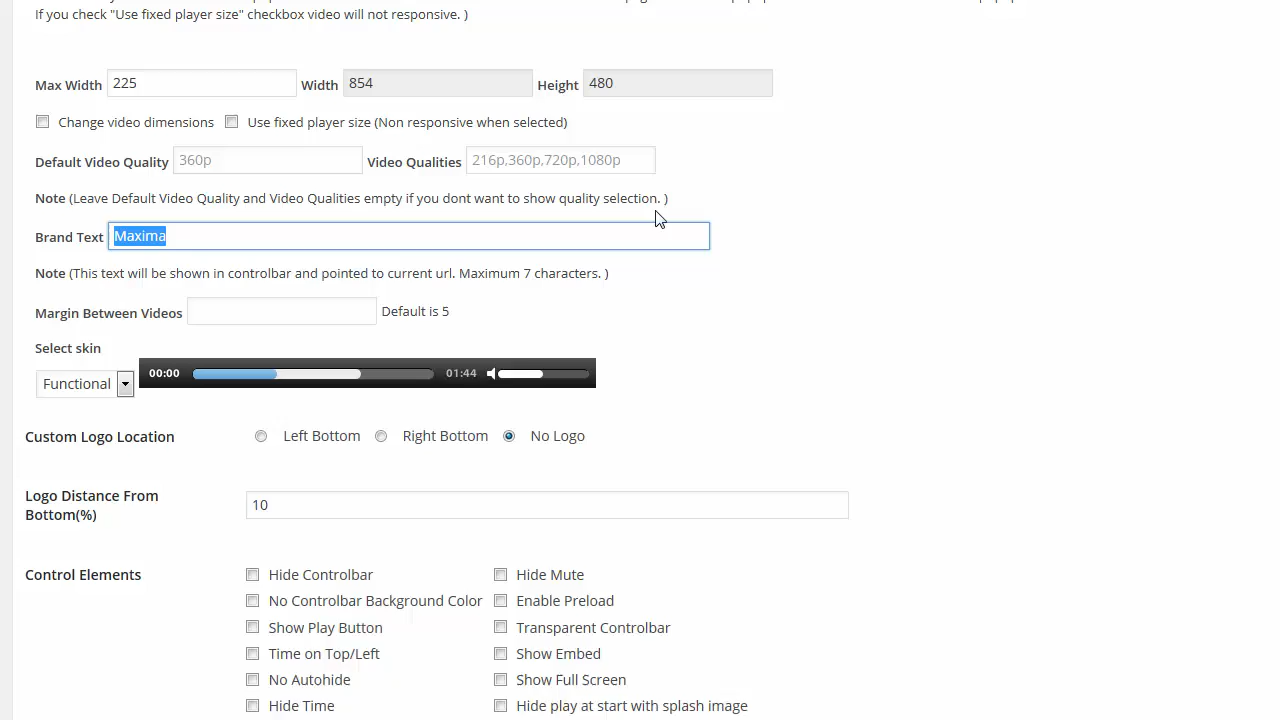 If you check "Use fixed player size" checkbox video will not responsive. )
Max Width 225 Width 854 Height 480
Change video dimensions Use fixed player size (Non responsive when selected)
Default Video Quality 360p Video Qualities 216p,360p,720p,1080p
Note (Leave Default Video Quality and Video Qualities empty if you dont want to show quality selection. )
Brand Text Maxima
Note (This text will be shown in controlbar and pointed to current url. Maximum 7 characters. )
Margin Between Videos Default is 5
Select skin
Functional 00:00 01:44
Custom Logo Location Left Bottom Right Bottom No Logo
Logo Distance From
Bottom(%)
10
Control Elements Hide Controlbar Hide Mute
No Controlbar Background Color Enable Preload
Show Play Button Transparent Controlbar
Time on Top/Left Show Embed
No Autohide Show Full Screen
Hide Time Hide play at start with splash image